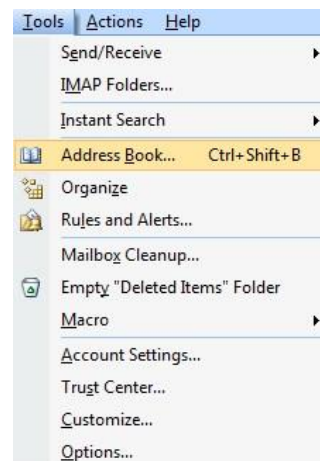 Tools Actions Help
Send/Receive
IMAP Folders...
Instant Search
Address Book... Ctrl+Shift+B
Organize
Rules and Alerts...
Mailbox Cleanup...
Empty "Deleted Items" Folder
Macro
Account Settings...
Trust Center...
Customize...
Options...